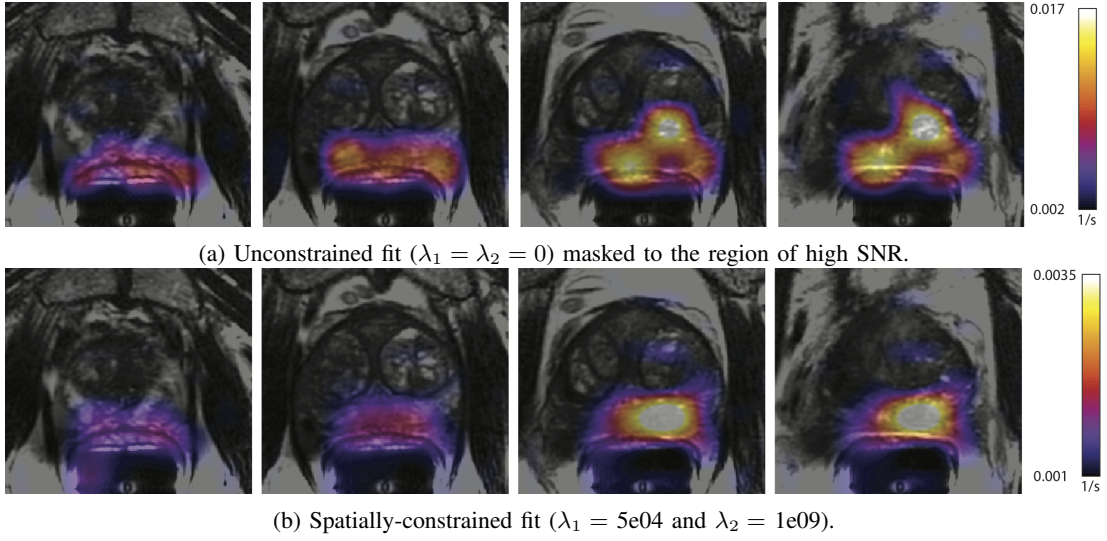 0.017
0.002
1/s
(a) Unconstrained fit (λ₁ = λ₂ = 0) masked to the region of high SNR.
0.0035
0.001
1/s
(b) Spatially-constrained fit (λ₁ = 5e04 and λ₂ = 1e09).